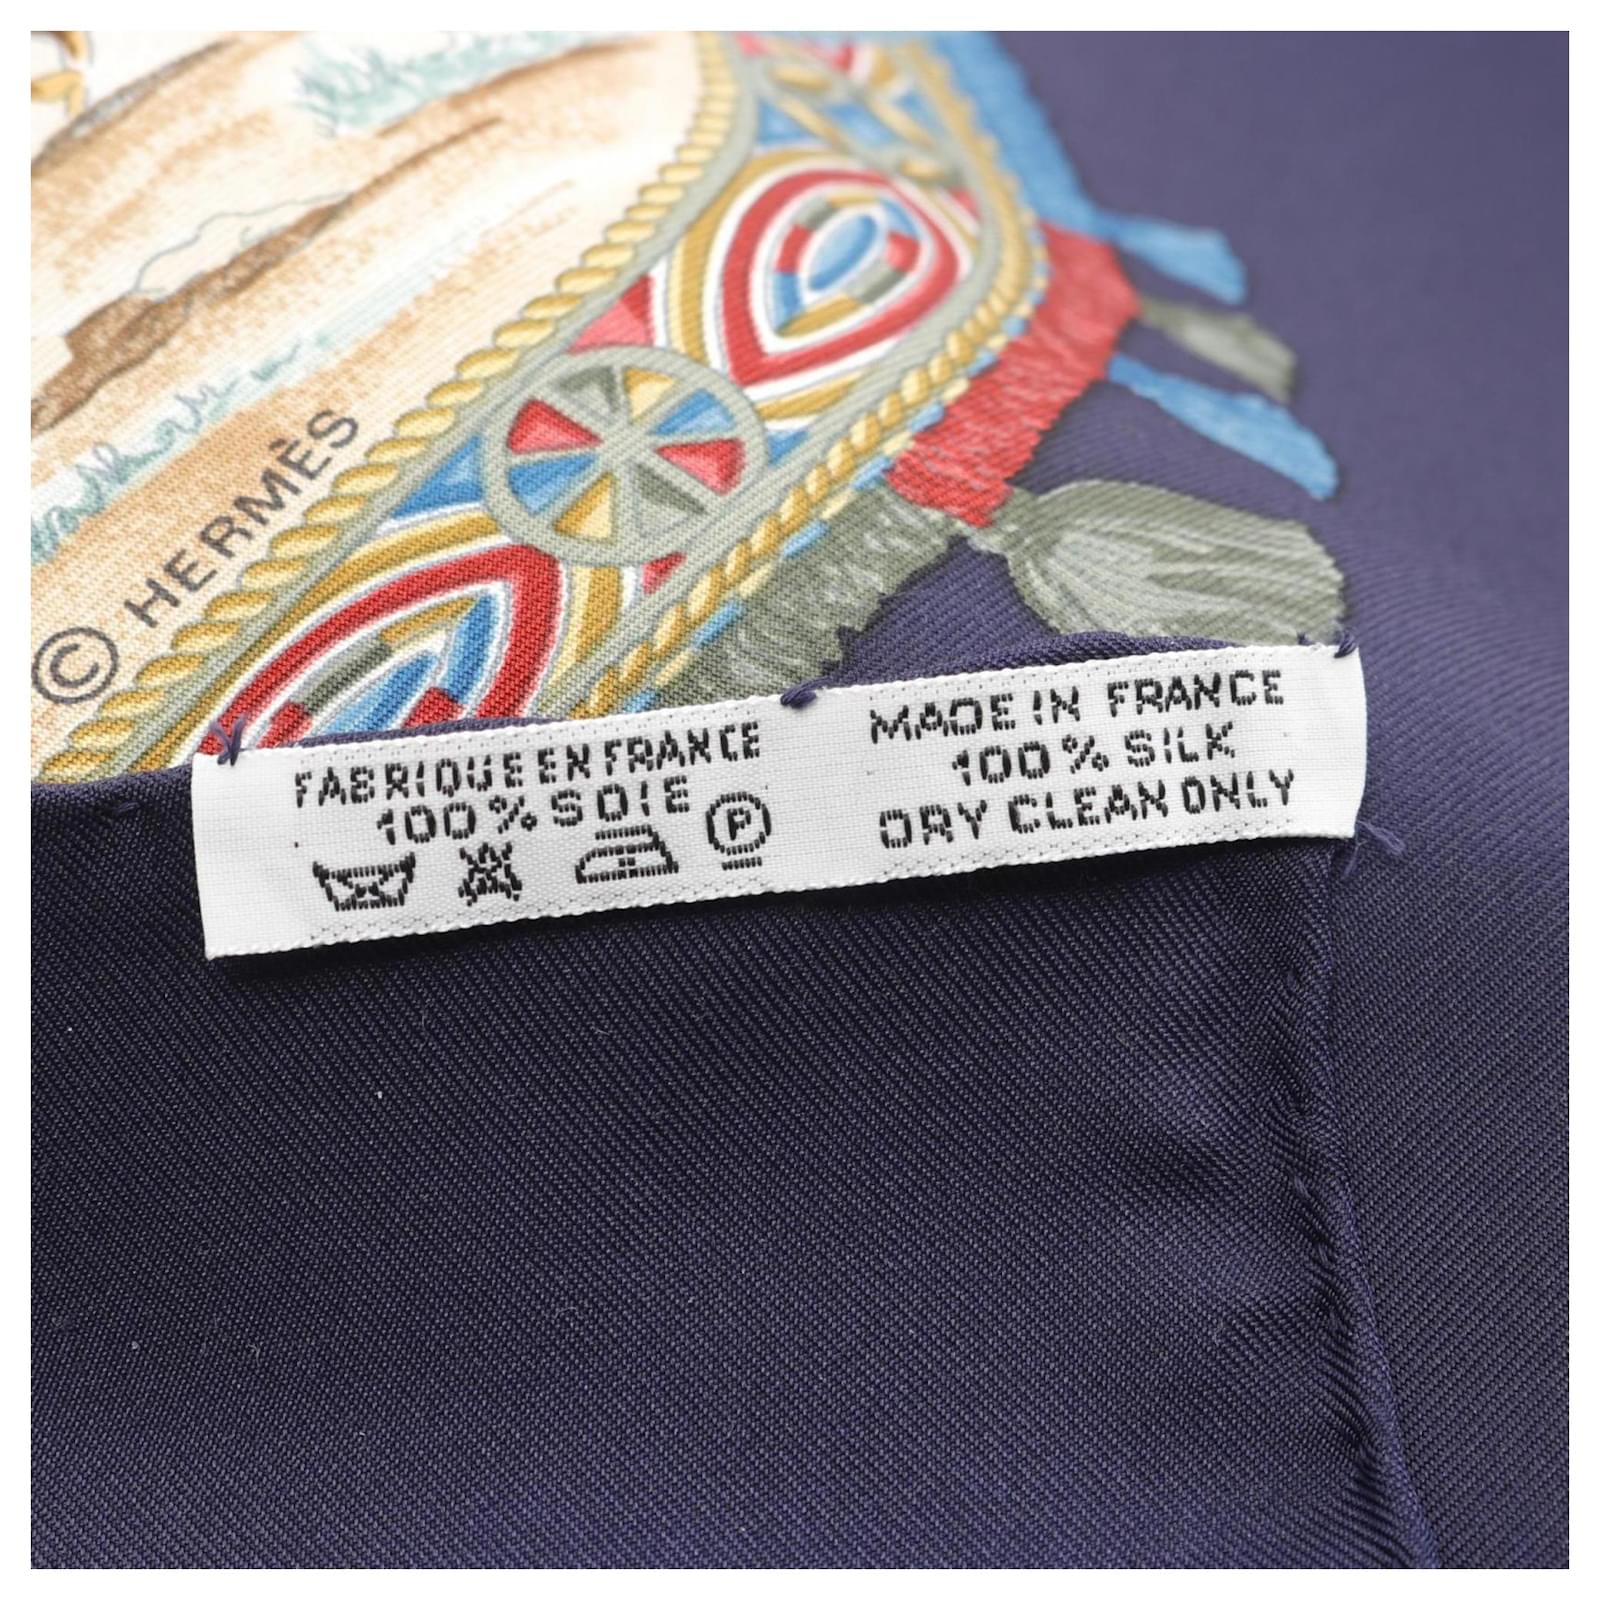 © HERMÈS
FABRIQUE EN FRANCE
100% SOIE
P
MADE IN FRANCE
100% SILK
DRY CLEAN ONLY